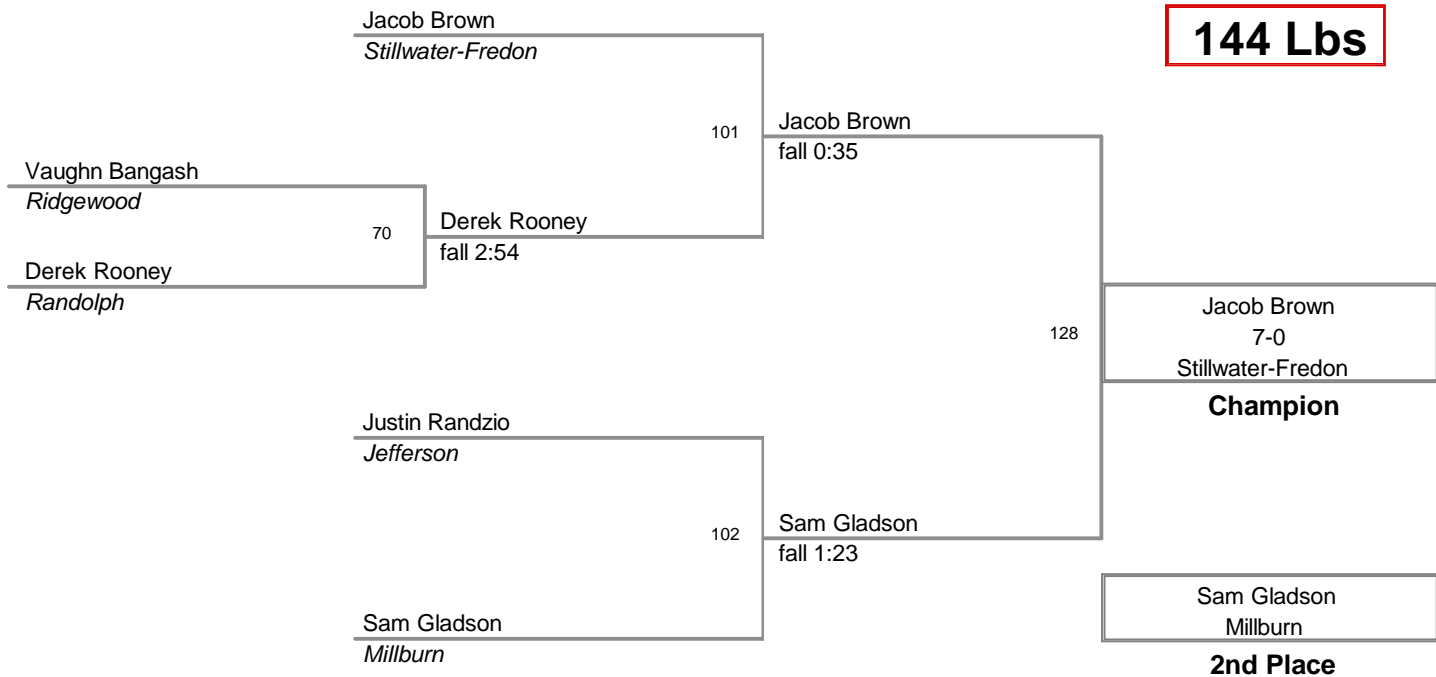 144 Lbs
Jacob Brown
Stillwater-Fredon
Vaughn Bangash
Ridgewood
Derek Rooney
Randolph
70
Derek Rooney
fall 2:54
101
Jacob Brown
fall 0:35
Justin Randzio
Jefferson
Sam Gladson
Millburn
102
Sam Gladson
fall 1:23
128
Jacob Brown
7-0
Stillwater-Fredon
Champion
Sam Gladson
Millburn
2nd Place